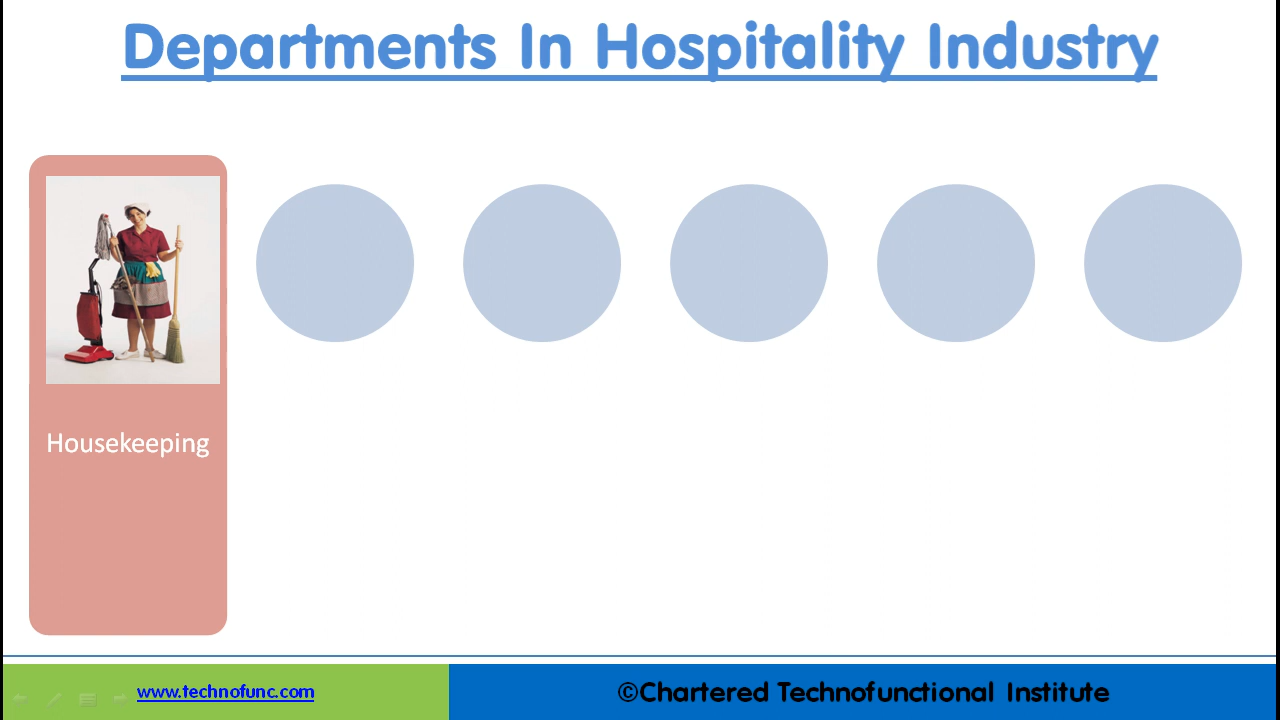 Departments In Hospitality Industry
Housekeeping
www.technofunc.com
©Chartered Technofunctional Institute